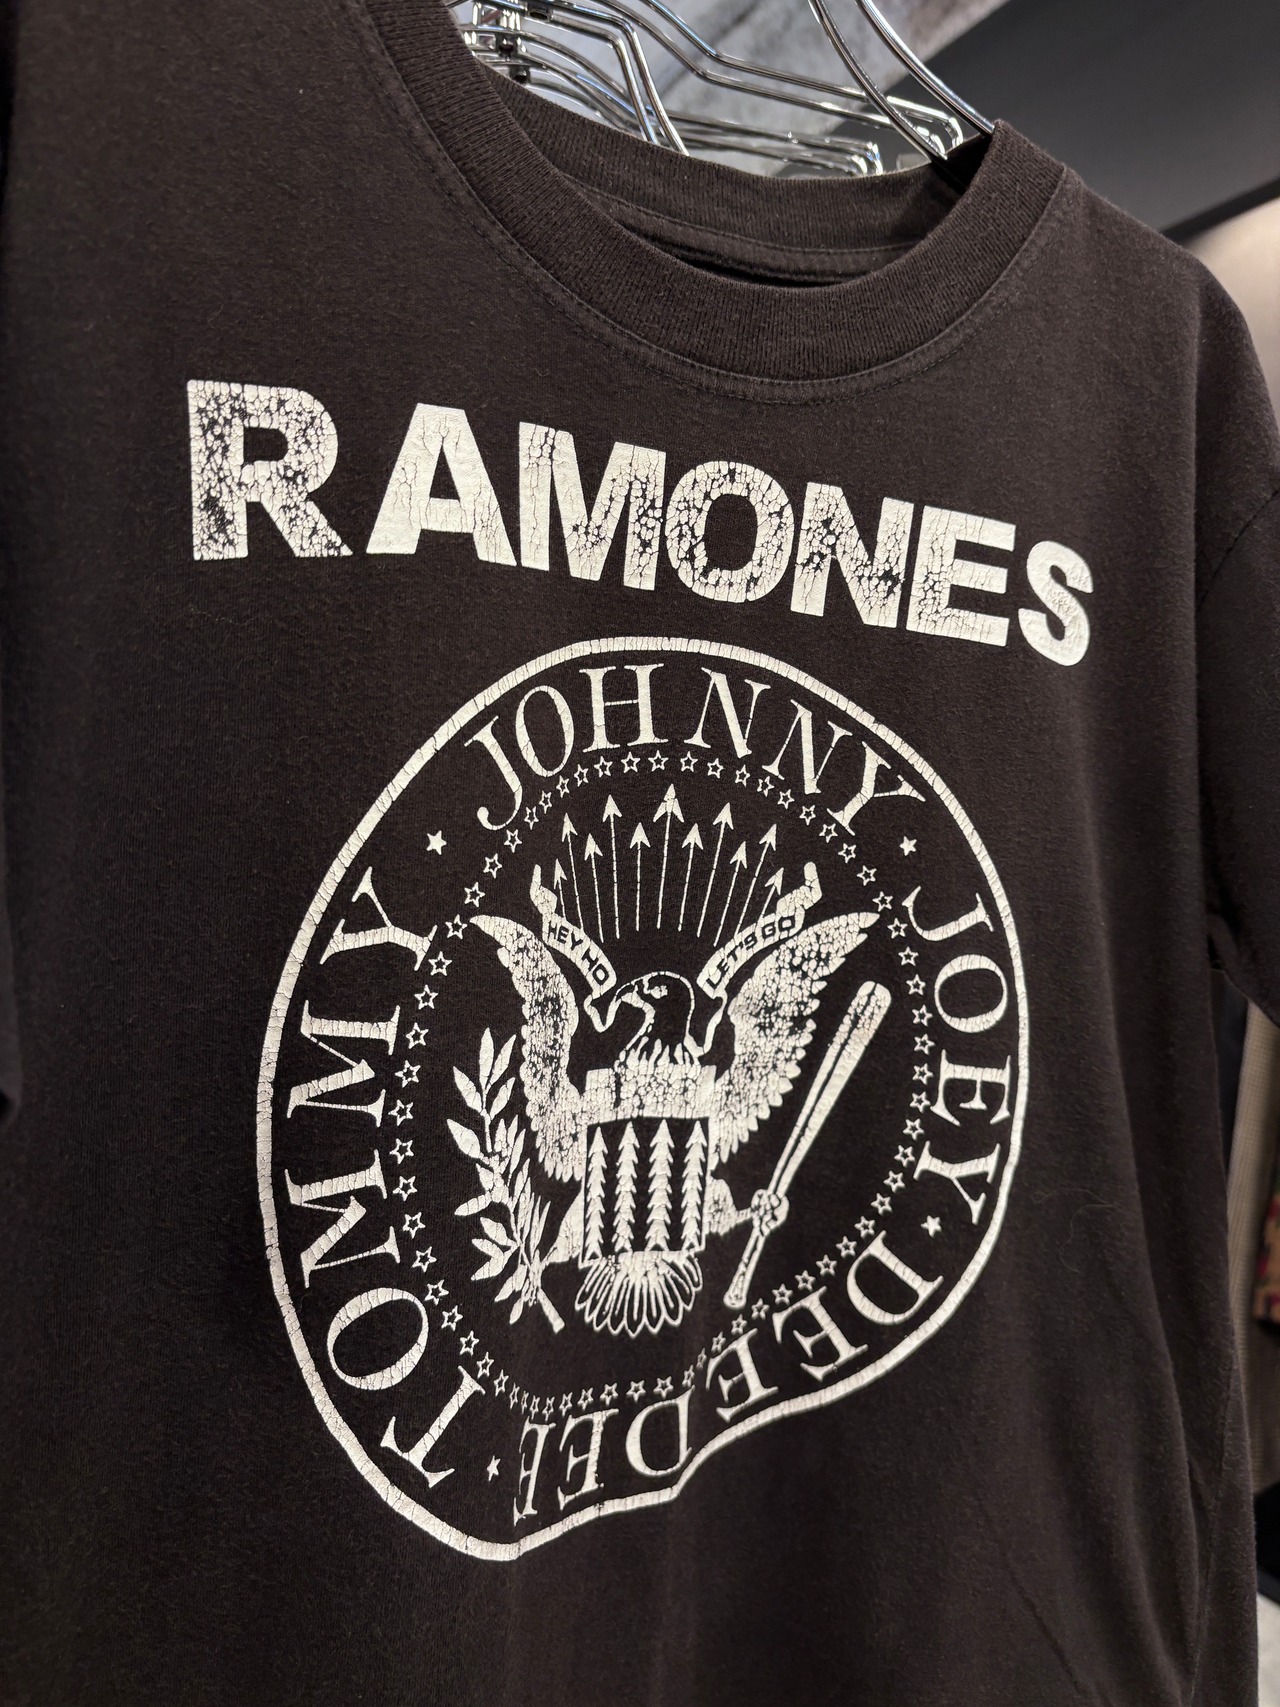 RAMONES
JOHNNY
JOEY
DEE DEE
TOMMY
HEY HO
LET'S GO